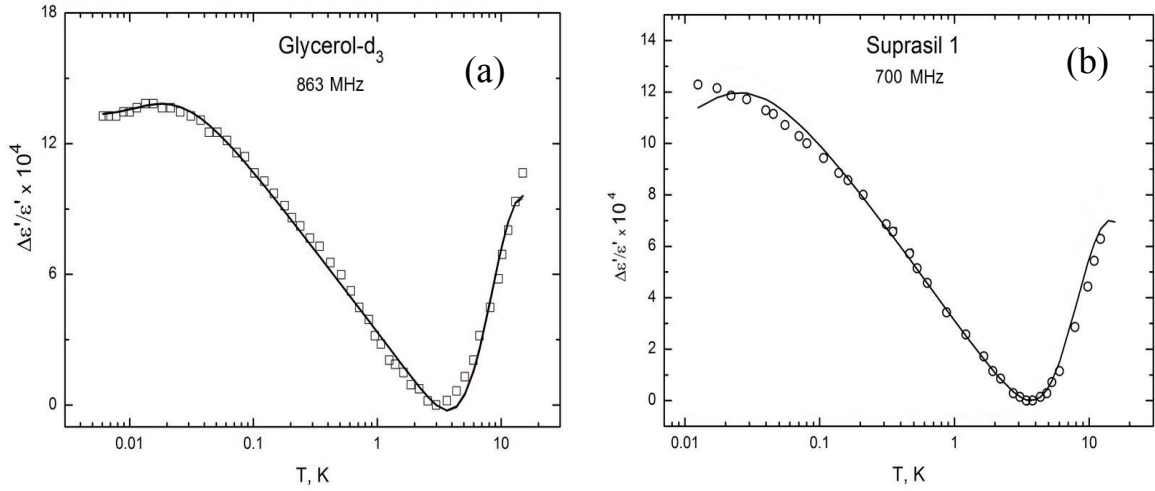 Glycerol-d3
863 MHz
(a)
Δε'/ε' x 10^4
18
12
6
0
0.01
0.1
1
10
T, K
Suprasil 1
700 MHz
(b)
Δε'/ε' x 10^4
14
12
10
8
6
4
2
0
0.01
0.1
1
10
T, K